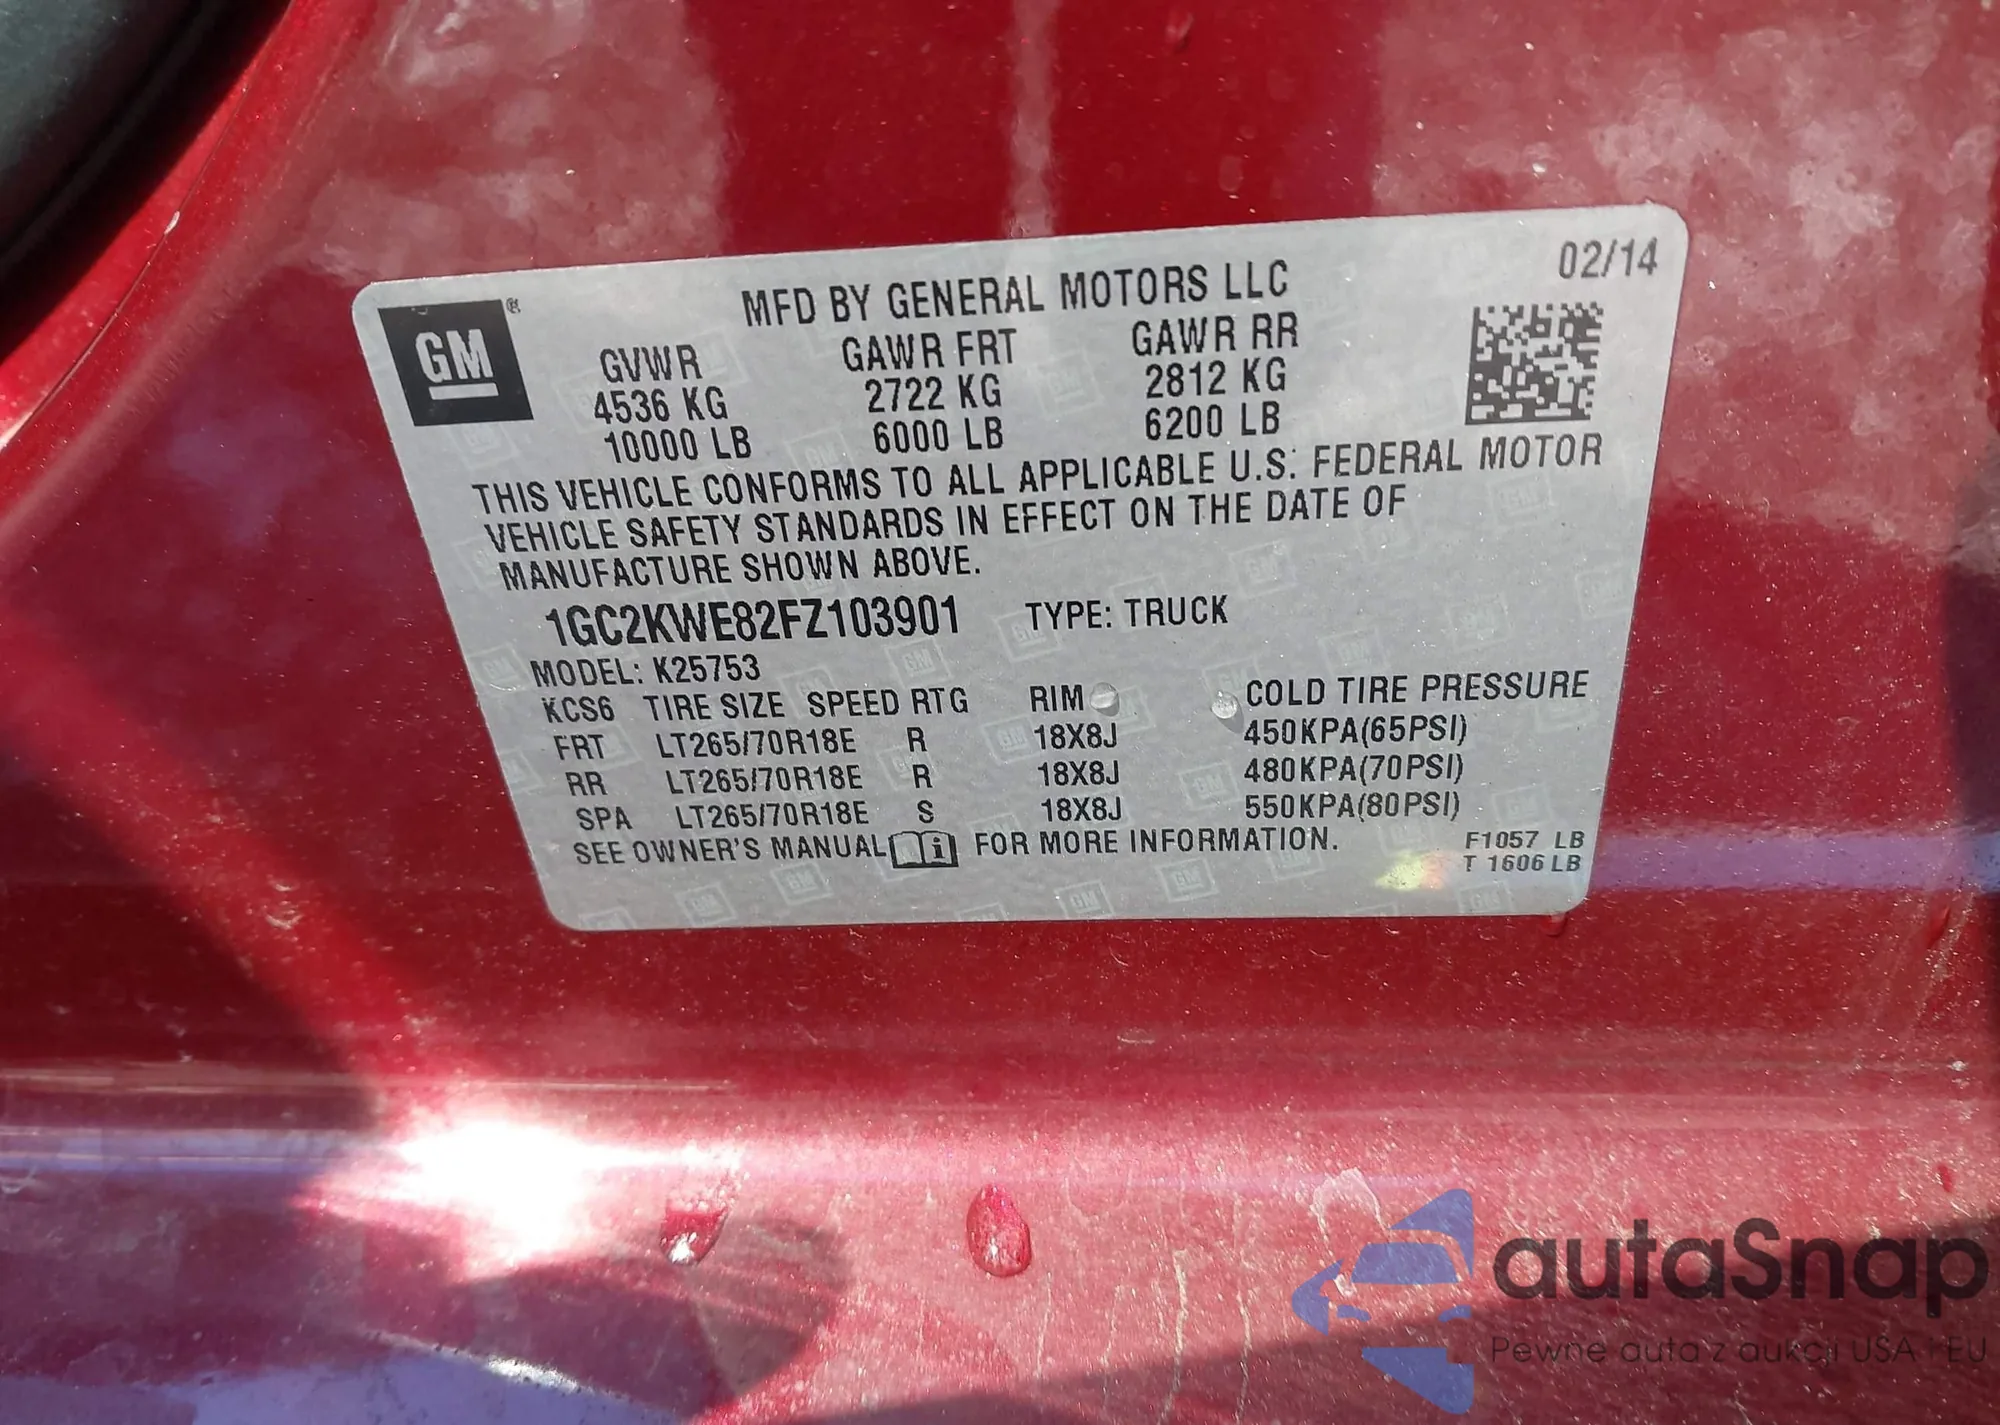 02/14
GM ®
MFD BY GENERAL MOTORS LLC
GVWR GAWR FRT GAWR RR
4536 KG 2722 KG 2812 KG
10000 LB 6000 LB 6200 LB
THIS VEHICLE CONFORMS TO ALL APPLICABLE U.S. FEDERAL MOTOR
VEHICLE SAFETY STANDARDS IN EFFECT ON THE DATE OF
MANUFACTURE SHOWN ABOVE.
1GC2KWE82FZ103901 TYPE: TRUCK
MODEL: K25753
KCS6 TIRE SIZE SPEED RTG RIM COLD TIRE PRESSURE
FRT LT265/70R18E R 18X8J 450KPA(65PSI)
RR LT265/70R18E R 18X8J 480KPA(70PSI)
SPA LT265/70R18E S 18X8J 550KPA(80PSI)
SEE OWNER'S MANUAL i FOR MORE INFORMATION.
F1057 LB
T 1606 LB
autaSnap
Pewne auta z aukcji USA i EU